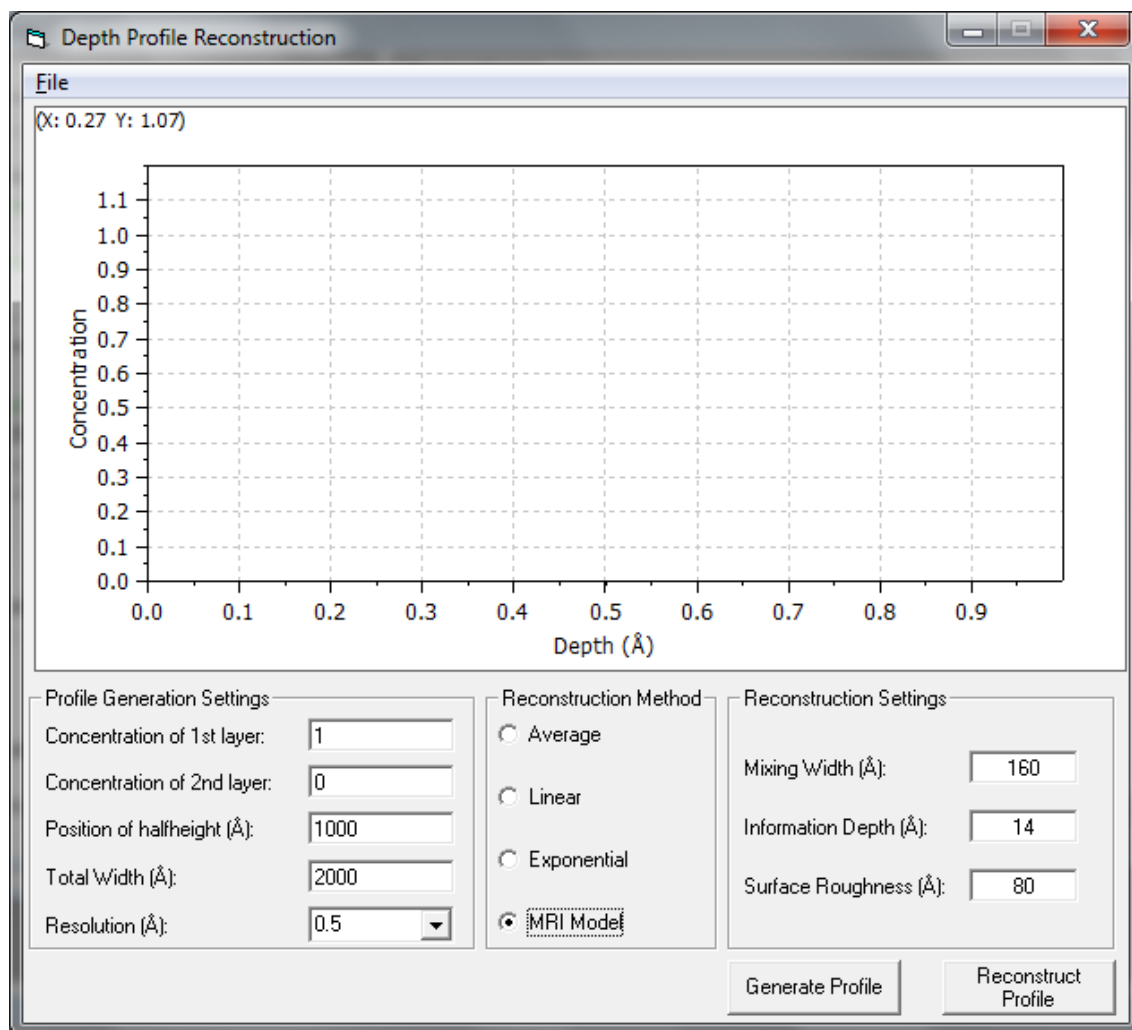 Depth Profile Reconstruction
File
(X: 0.27 Y: 1.07)
1.1
1.0
0.9
0.8
0.7
0.6
0.5
0.4
0.3
0.2
0.1
0.0
Concentration
0.0 0.1 0.2 0.3 0.4 0.5 0.6 0.7 0.8 0.9
Depth (Å)
Profile Generation Settings
Concentration of 1st layer: 1
Concentration of 2nd layer: 0
Position of halfheight (Å): 1000
Total Width (Å): 2000
Resolution (Å): 0.5
Reconstruction Method
Average
Linear
Exponential
MRI Model
Reconstruction Settings
Mixing Width (Å): 160
Information Depth (Å): 14
Surface Roughness (Å): 80
Generate Profile
Reconstruct
Profile